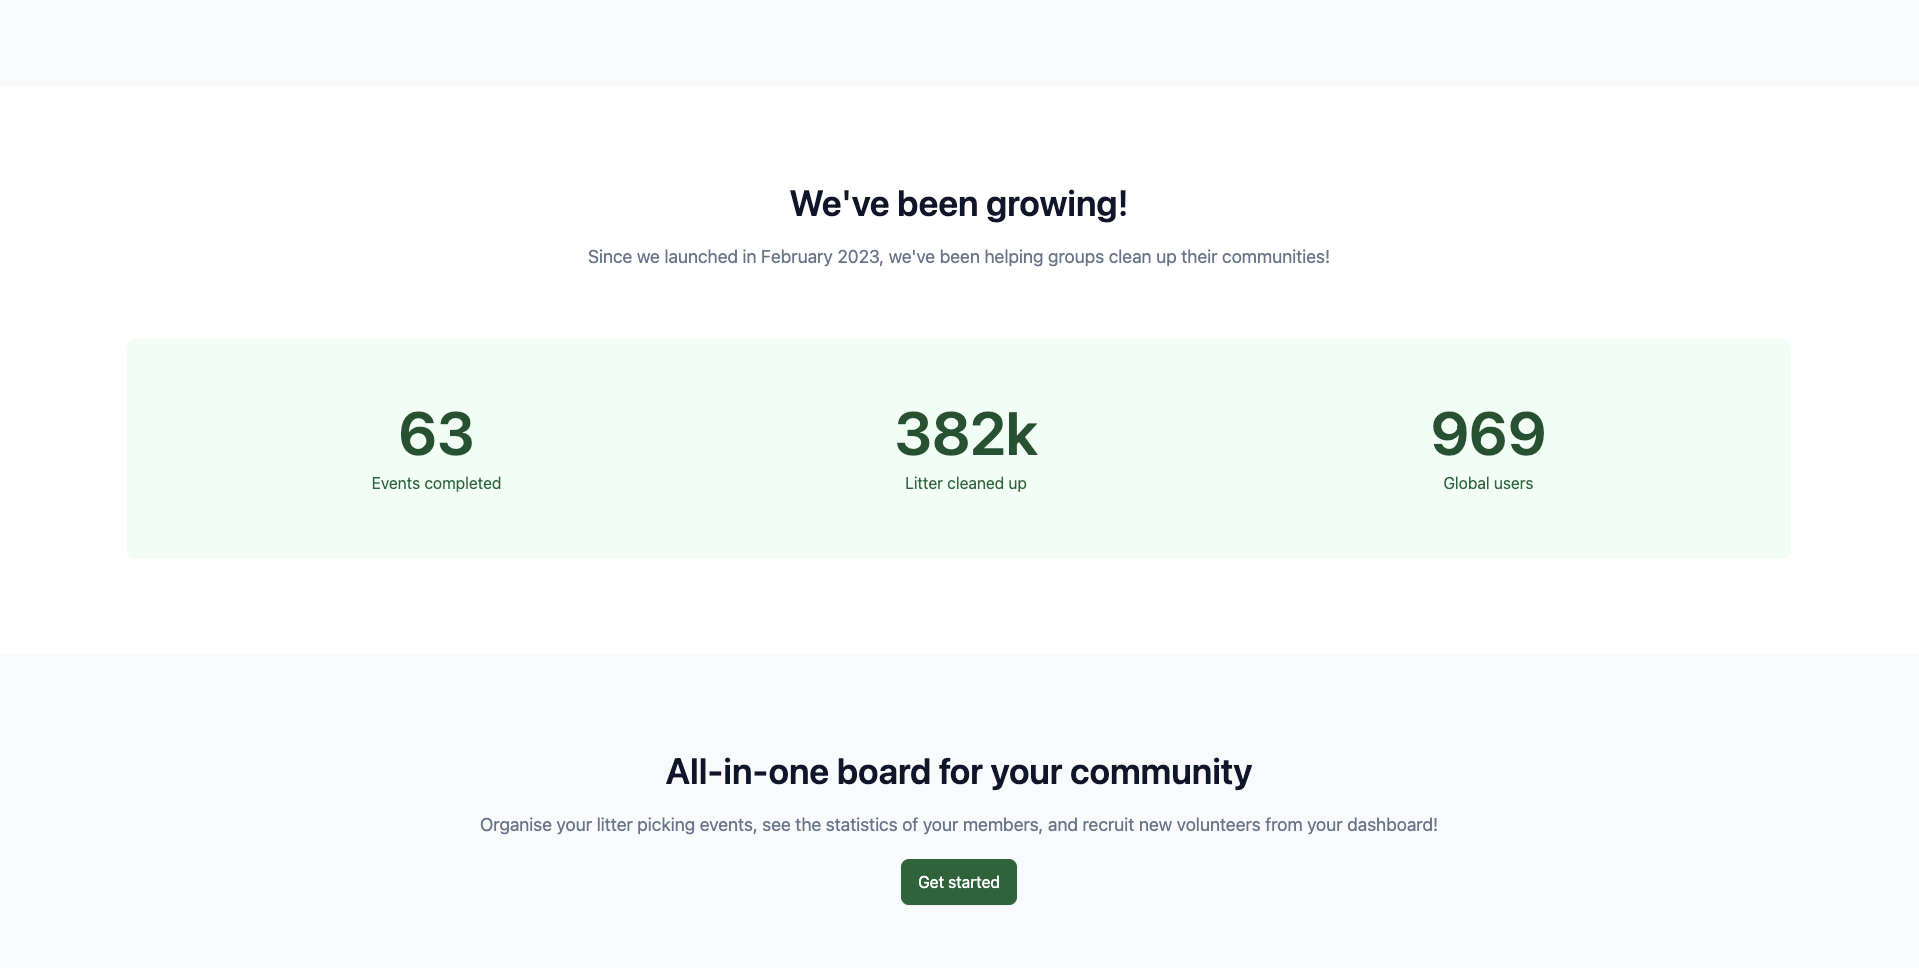 We've been growing!
Since we launched in February 2023, we've been helping groups clean up their communities!
63
Events completed
382k
Litter cleaned up
969
Global users
All-in-one board for your community
Organise your litter picking events, see the statistics of your members, and recruit new volunteers from your dashboard!
Get started